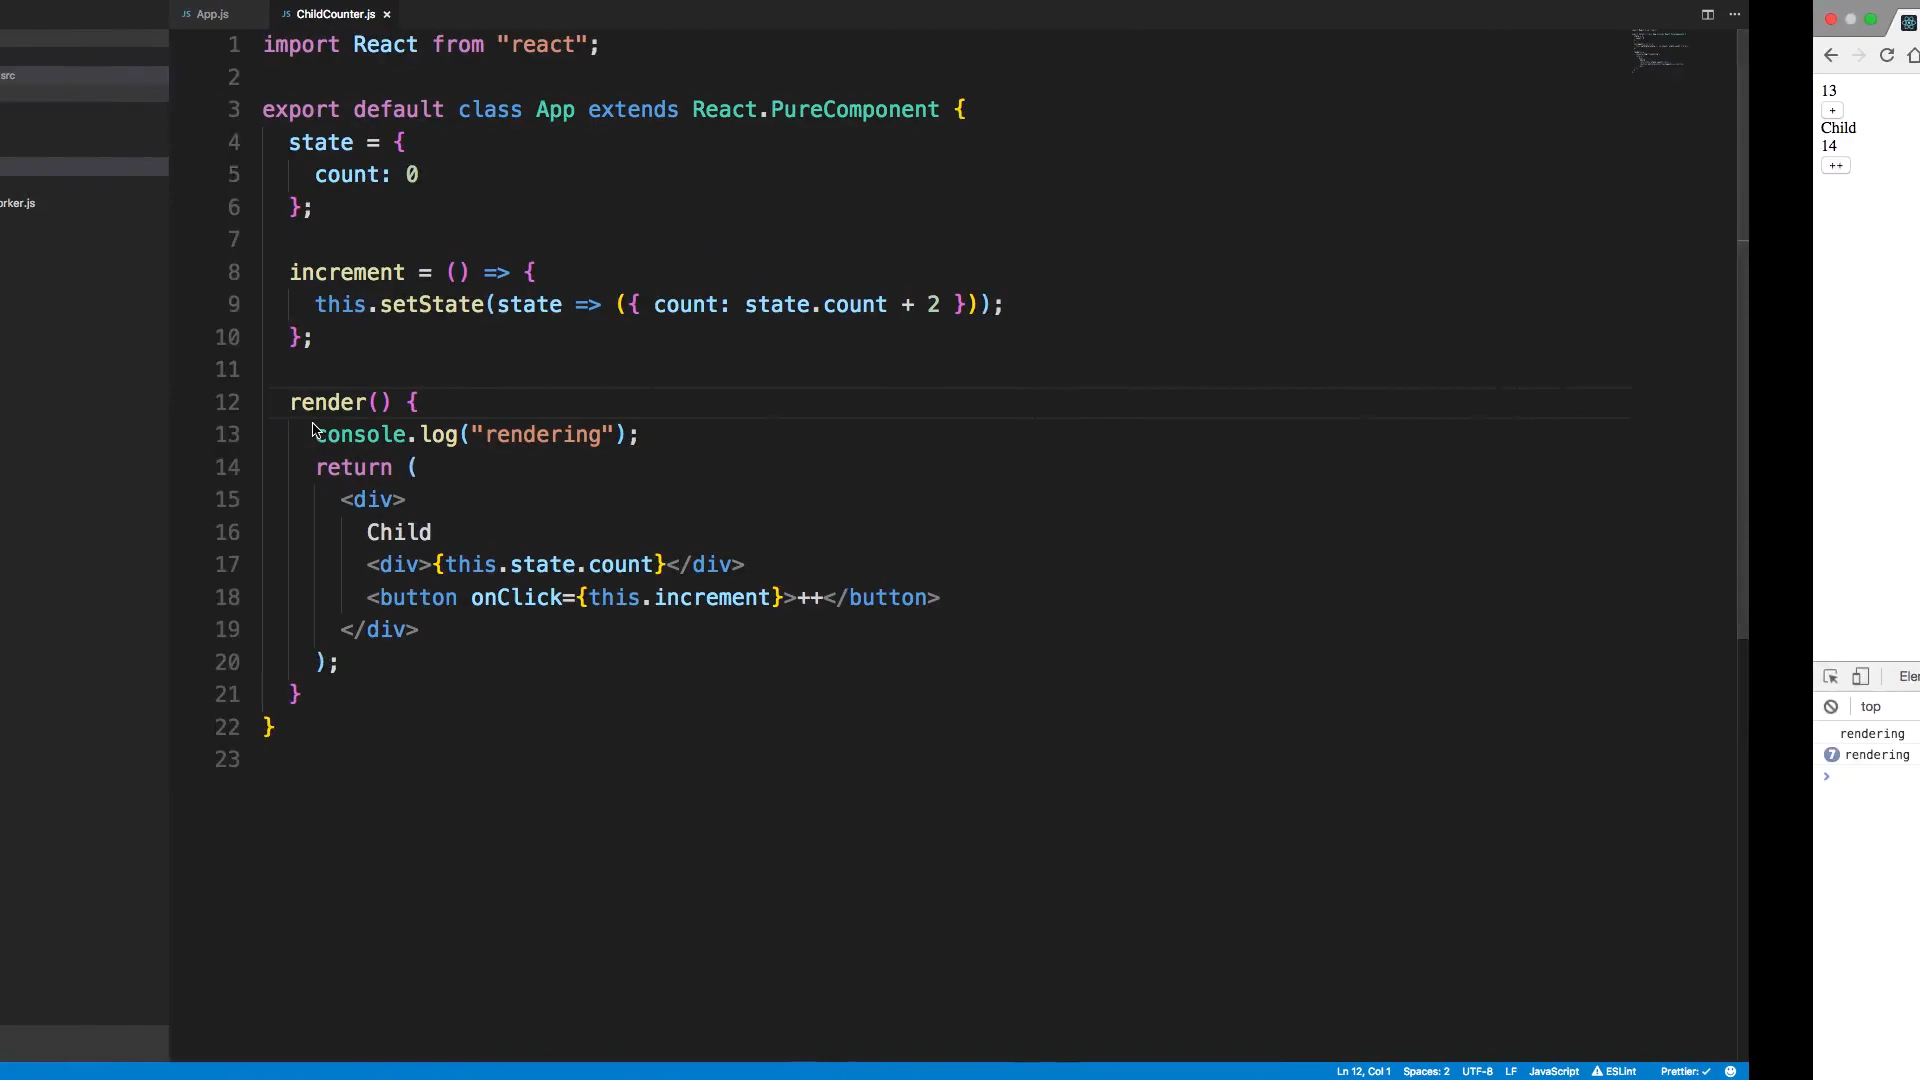 App.js
ChildCounter.js ×
src
orker.js
1 import React from "react";
2
3 export default class App extends React.PureComponent {
4 state = {
5 count: 0
6 };
7
8 increment = () => {
9 this.setState(state => ({ count: state.count + 2 }));
10 };
11
12 render() {
13 console.log("rendering");
14 return (
15 <div>
16 Child
17 <div>{this.state.count}</div>
18 <button onClick={this.increment}>++</button>
19 </div>
20 );
21 }
22 }
23
13
+
Child
14
++
Ele
top
rendering
7 rendering
>
Ln 12, Col 1 Spaces: 2 UTF-8 LF JavaScript ESLint Prettier: ✓